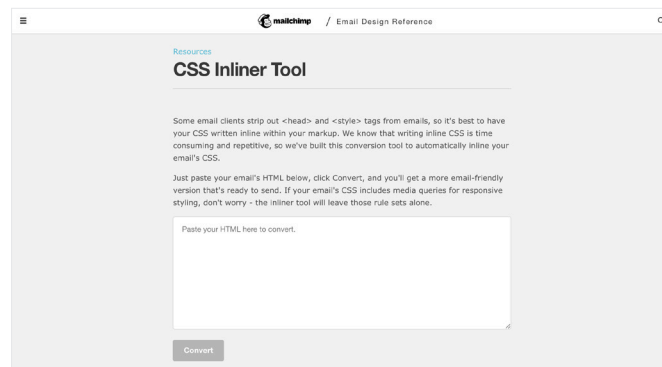 mailchimp / Email Design Reference
Resources
CSS Inliner Tool
Some email clients strip out <head> and <style> tags from emails, so it's best to have
your CSS written inline within your markup. We know that writing inline CSS is time
consuming and repetitive, so we've built this conversion tool to automatically inline your
email's CSS.
Just paste your email's HTML below, click Convert, and you'll get a more email-friendly
version that's ready to send. If your email's CSS includes media queries for responsive
styling, don't worry - the inliner tool will leave those rule sets alone.
Paste your HTML here to convert.
Convert